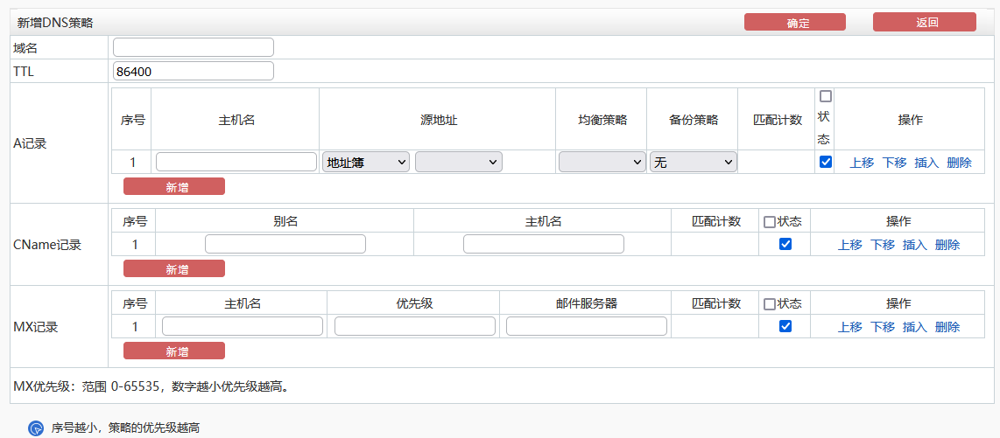 新增DNS策略 确定 返回
域名
TTL 86400
A记录
序号 主机名 源地址 均衡策略 备份策略 匹配计数 状态 操作
1 地址簿 无 上移 下移 插入 删除
新增
CName记录
序号 别名 主机名 匹配计数 状态 操作
1 上移 下移 插入 删除
新增
MX记录
序号 主机名 优先级 邮件服务器 匹配计数 状态 操作
1 上移 下移 插入 删除
新增
MX优先级：范围 0-65535，数字越小优先级越高。
序号越小，策略的优先级越高